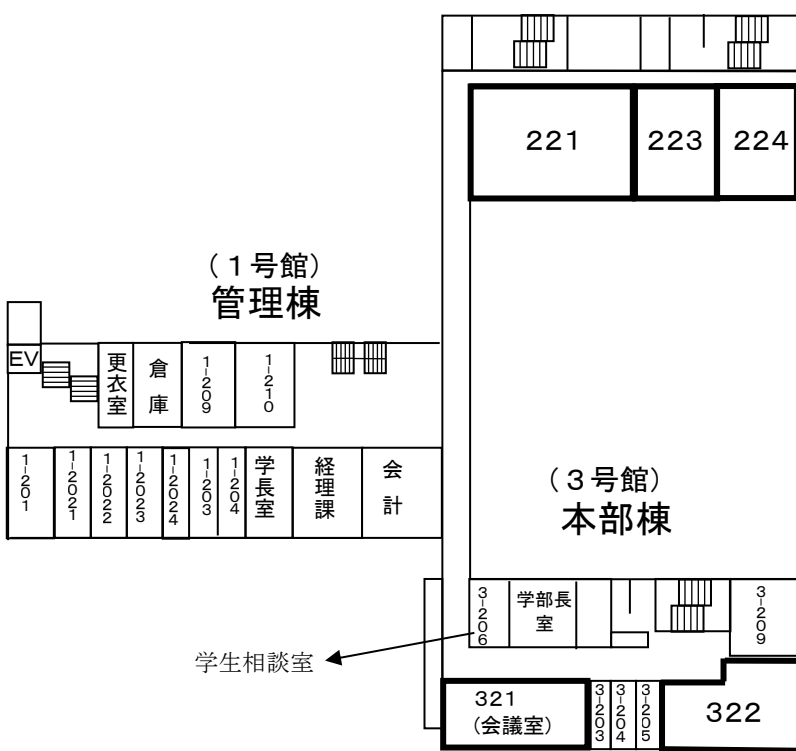 221
223
224
（１号館）
管理棟
EV
更衣室
倉庫
1-209
1-210
1-201
1-2021
1-2022
1-2023
1-2024
1-203
1-204
学長室
経理課
会計
（３号館）
本部棟
3-206
学部長
室
3-209
学生相談室
321
（会議室）
3-203
3-204
3-205
322